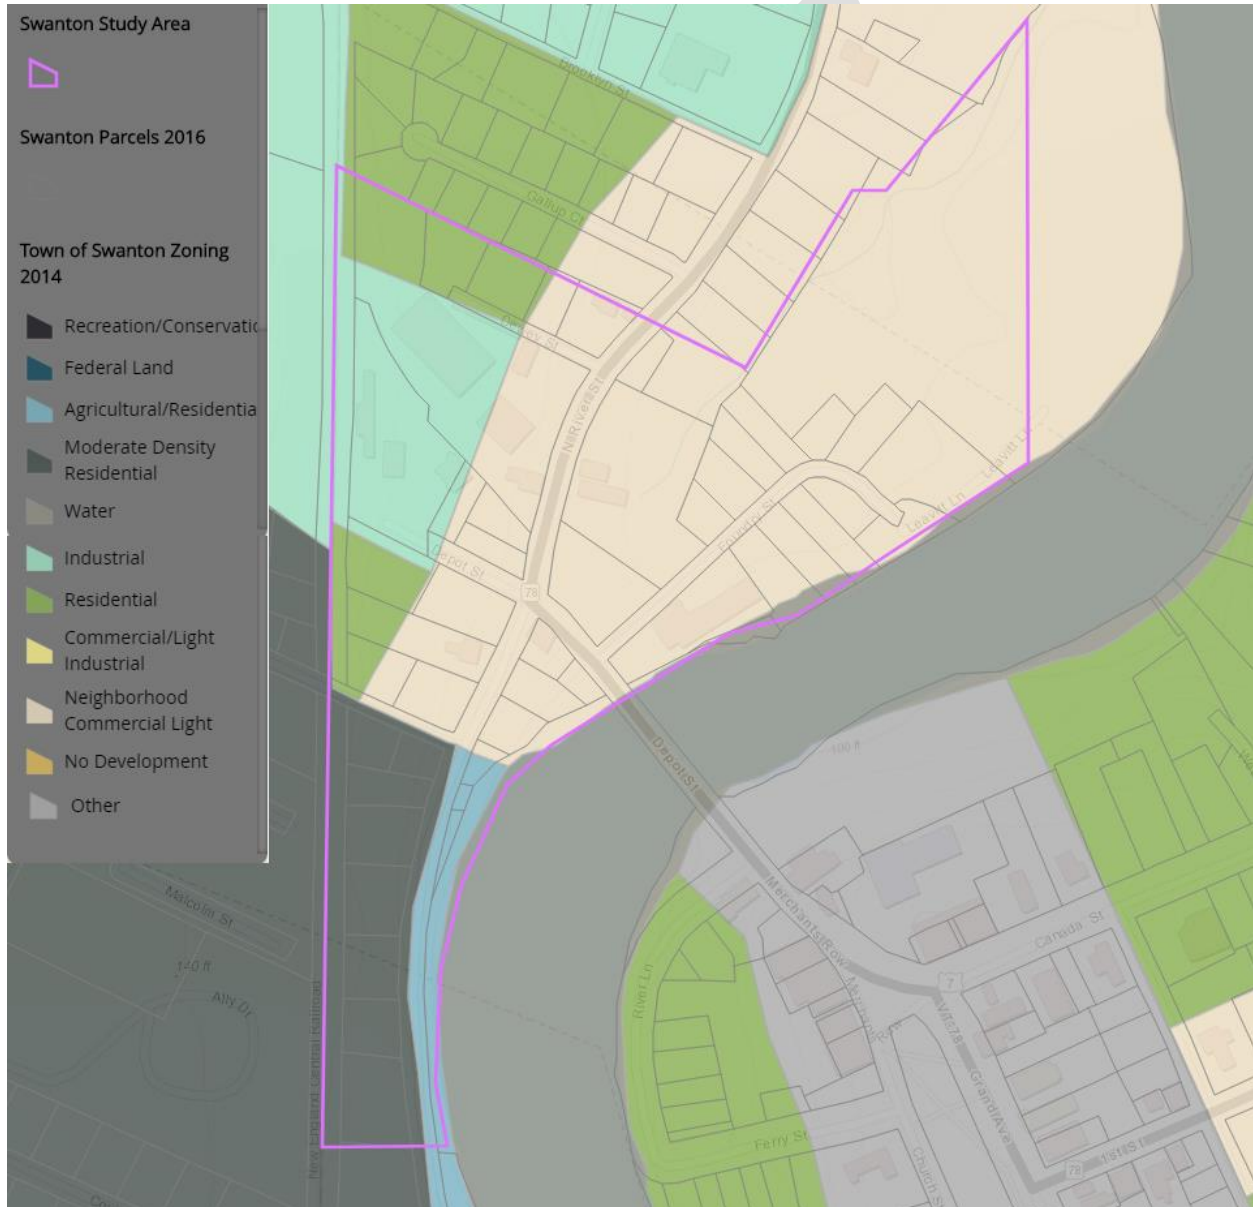 Swanton Study Area
Swanton Parcels 2016
Town of Swanton Zoning
2014
Recreation/Conservatic
Federal Land
Agricultural/Residentia
Moderate Density
Residential
Water
Industrial
Residential
Commercial/Light
Industrial
Neighborhood
Commercial Light
No Development
Other
Brooklyn St
Gallup Ct
Dewey St
N River St
Leavitt Ln
Leavitt Ln
Foundry St
Depot St
78
Depot St
100 ft
Malcolm St
140 ft
Ally Dr
New England Central Railroad
Merchants Row
Merchants Row
Canada St
7
River Ln
Grand Ave
Ferry St
Church St
78
1st St